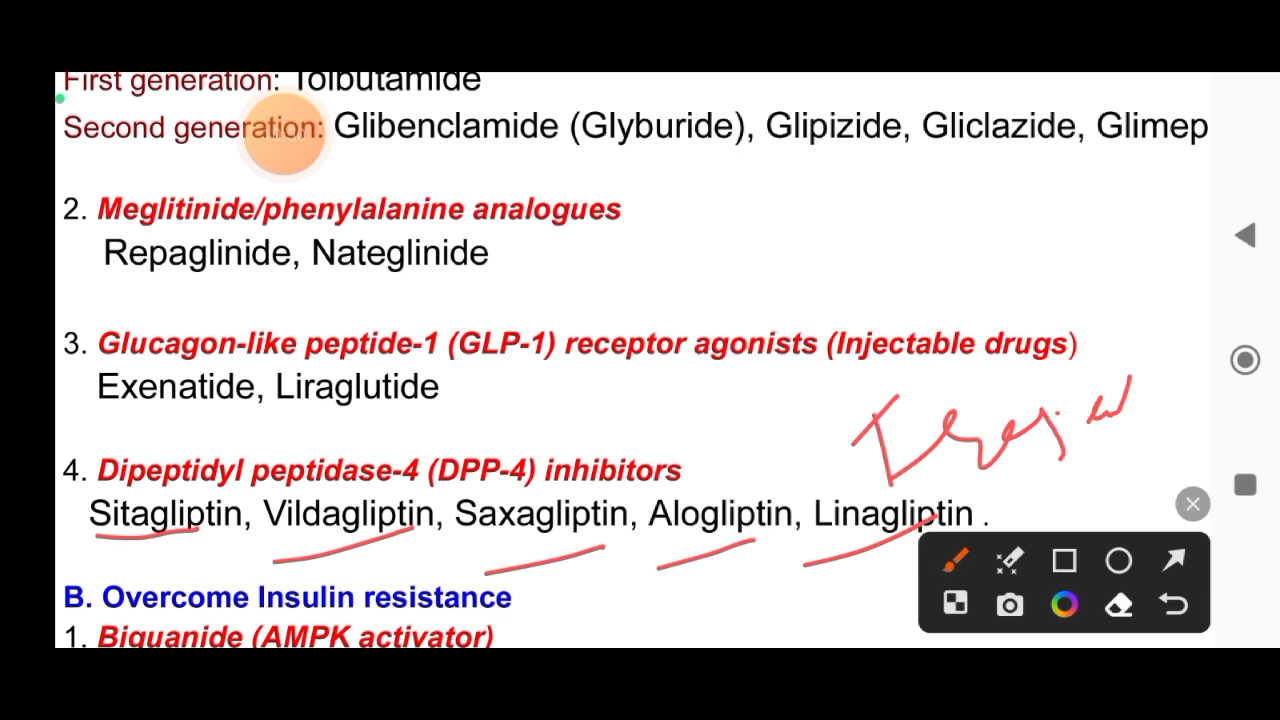 First generation: Tolbutamide
Second generation: Glibenclamide (Glyburide), Glipizide, Gliclazide, Glimep
2. Meglitinide/phenylalanine analogues
Repaglinide, Nateglinide
3. Glucagon-like peptide-1 (GLP-1) receptor agonists (Injectable drugs)
Exenatide, Liraglutide
4. Dipeptidyl peptidase-4 (DPP-4) inhibitors
Sitagliptin, Vildagliptin, Saxagliptin, Alogliptin, Linagliptin .
B. Overcome Insulin resistance
1. Biguanide (AMPK activator)